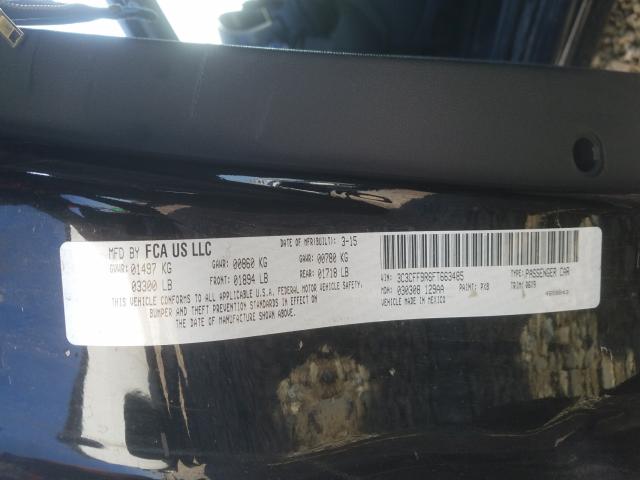 MFD BY FCA US LLC
DATE OF MFR(BUILT): 3-15
GVWR: 01497 KG GAWR: 00860 KG GAWR: 00780 KG
03300 LB FRONT: 01894 LB REAR: 01718 LB
THIS VEHICLE CONFORMS TO ALL APPLICABLE U.S.A. FEDERAL MOTOR VEHICLE SAFETY,
BUMPER AND THEFT PREVENTION STANDARDS IN EFFECT ON
THE DATE OF MANUFACTURE SHOWN ABOVE.
VIN: 3C3CFFBR6FT663485 TYPE: PASSENGER CAR
MDH: 030308 129AA PAINT: PX8 TRIM: 06X9
MADE IN MEXICO